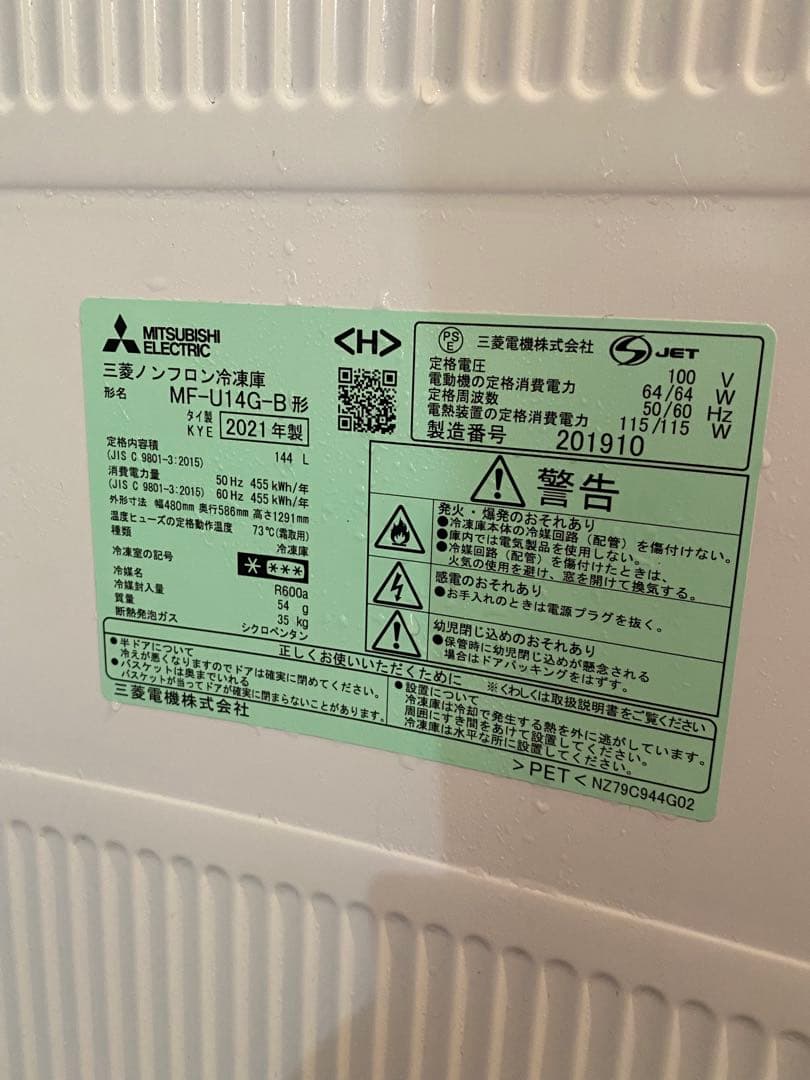 MITSUBISHI
ELECTRIC
<H>
三菱ノンフロン冷凍庫
形名 MF-U14G-B形
タイ製
KYE 2021年製
定格内容積
(JIS C 9801-3:2015) 144 L
消費電力量 50Hz 455kWh/年
(JIS C 9801-3:2015) 60Hz 455kWh/年
外形寸法 幅480mm 奥行586mm 高さ1291mm
温度ヒューズの定格動作温度 73℃(霜取用)
種類 冷凍庫
冷凍室の記号 * ***
冷媒名 R600a
冷媒封入量 54 g
質量 35 kg
断熱発泡ガス シクロペンタン
PS
E
三菱電機株式会社
S JET
定格電圧 100 V
電動機の定格消費電力 64/64 W
定格周波数 50/60 Hz
電熱装置の定格消費電力 115/115 W
製造番号 201910
警告
発火・爆発のおそれあり
●冷凍庫本体の冷媒回路(配管)を傷付けない。
●庫内では電気製品を使用しない。
●冷媒回路(配管)を傷付けたときは、
火気の使用を避け、窓を開けて換気する。
感電のおそれあり
●お手入れのときは電源プラグを抜く。
幼児閉じ込めのおそれあり
●保管時に幼児閉じ込めが懸念される
場合はドアパッキングをはずす。
正しくお使いいただくために ※くわしくは取扱説明書をご覧ください
●半ドアについて
冷えが悪くなりますのでドアは確実に閉めてください。
●バスケットは奥までいれる
バスケットが当ってドアが確実に閉まらないことがあります。
●設置について
冷凍庫は冷却で発生する熱を外に逃がしています。
周囲にすき間をあけて設置してください。
冷凍庫は水平な所に設置してください。
三菱電機株式会社
>PET< NZ79C944G02